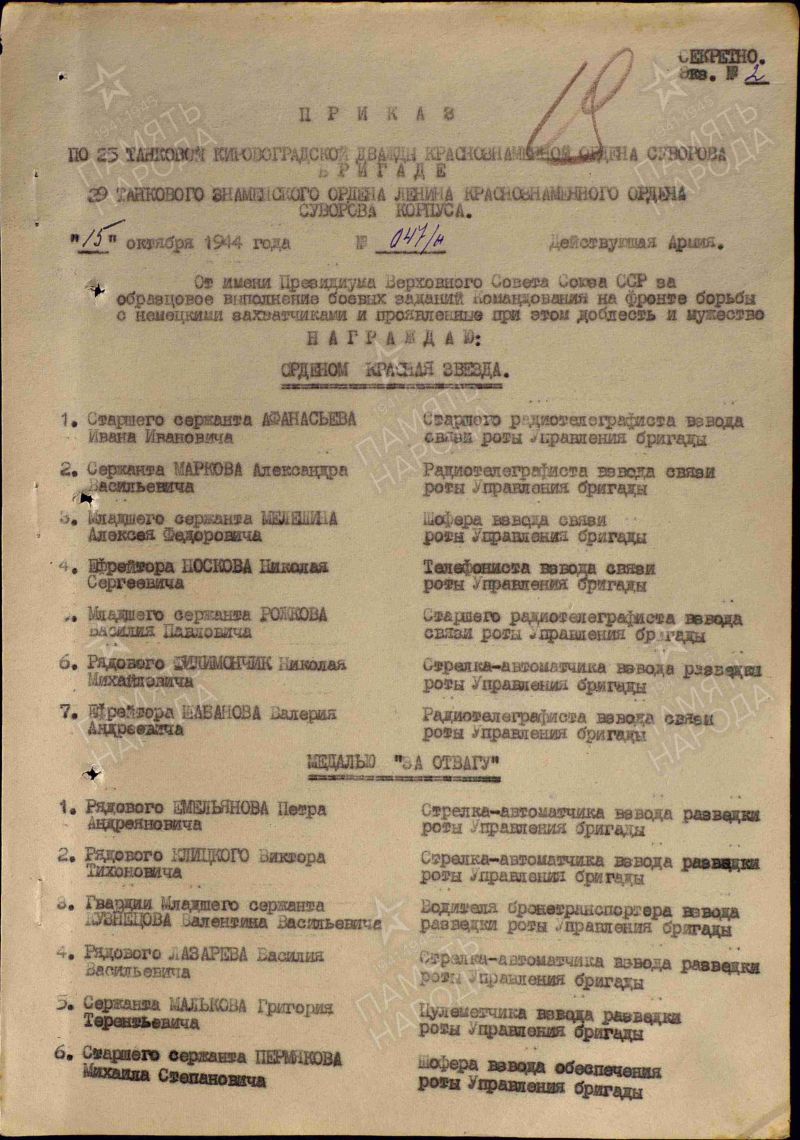 СЕКРЕТНО.
Экз. № 2
19
ПРИКАЗ
ПО 25 ТАНКОВОЙ КИРОВОГРАДСКОЙ ДВАЖДЫ КРАСНОЗНАМЕННОЙ ОРДЕНА СУВОРОВА
БРИГАДЕ
29 ТАНКОВОГО ЗНАМЕНСКОГО ОРДЕНА ЛЕНИНА КРАСНОЗНАМЕННОГО ОРДЕНА
СУВОРОВА КОРПУСА.
"15" октября 1944 года № 047/н Действующая Армия.
От имени Президиума Верховного Совета Союза ССР за
образцовое выполнение боевых заданий Командования на фронте борьбы
с немецкими захватчиками и проявленные при этом доблесть и мужество
НАГРАЖДАЮ:
ОРДЕНОМ КРАСНАЯ ЗВЕЗДА.
1. Старшего сержанта АФАНАСЬЕВА Старшего радиотелеграфиста взвода
Ивана Ивановича связи роты Управления бригады
2. Сержанта МАРКОВА Александра Радиотелеграфиста взвода связи
Васильевича роты Управления бригады
3. Младшего сержанта МЕЛЕШИНА Шофера взвода связи
Алексея Федоровича роты Управления бригады
4. Ефрейтора НОСКОВА Николая Телефониста взвода связи
Сергеевича роты Управления бригады
5. Младшего сержанта РОЖКОВА Старшего радиотелеграфиста взвода
Василия Павловича связи роты Управления бригады
6. Рядового ТИЛИМОНЧИК Николая Стрелка-автоматчика взвода разведки
Михайловича роты Управления бригады
7. Ефрейтора ШАБАНОВА Валерия Радиотелеграфиста взвода связи
Андреевича роты Управления бригады
МЕДАЛЬЮ "ЗА ОТВАГУ"
1. Рядового ЕМЕЛЬЯНОВА Петра Стрелка-автоматчика взвода разведки
Андреяновича роты Управления бригады
2. Рядового КЛИЦКОГО Виктора Стрелка-автоматчика взвода разведки
Тихоновича роты Управления бригады
3. Гвардии Младшего сержанта Водителя бронетранспортера взвода
КУЗНЕЦОВА Валентина Васильевича разведки роты Управления бригады
4. Рядового ЛАЗАРЕВА Василия Стрелка-автоматчика взвода разведки
Васильевича роты Управления бригады
5. Сержанта МАЛЬКОВА Григория Пулеметчика взвода разведки
Терентьевича роты Управления бригады
6. Старшего сержанта ПЕРМЯКОВА Шофера взвода обеспечения
Михаила Степановича роты Управления бригады
1941-1945
ПАМЯТЬ
НАРОДА